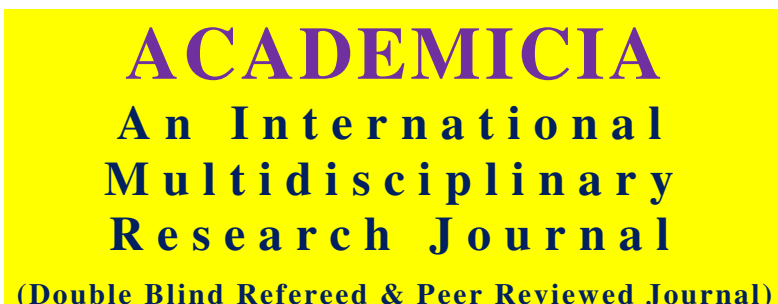 ACADEMICIA
An International
Multidisciplinary
Research Journal
(Double Blind Refereed & Peer Reviewed Journal)